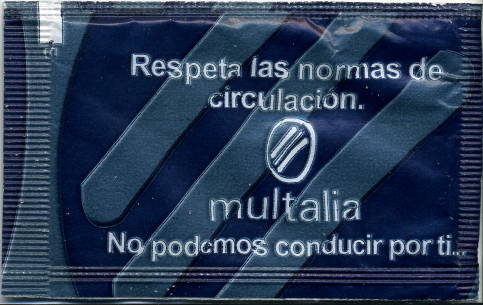 Respeta las normas de
circulación.
multalia
No podemos conducir por ti...